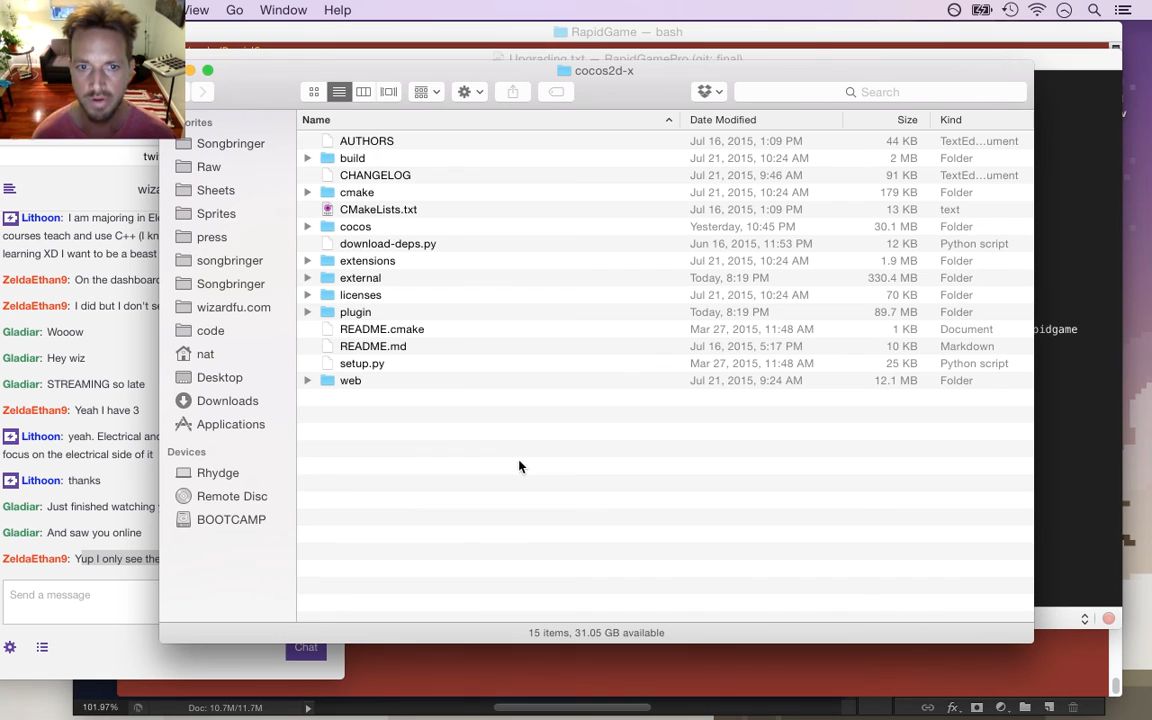 View Go Window Help
RapidGame — bash
Upgrading.txt — RapidGamePro (git: final)
cocos2d-x
Search
Name Date Modified Size Kind
AUTHORS Jul 16, 2015, 1:09 PM 44 KB TextEd...ument
build Jul 21, 2015, 10:24 AM 2 MB Folder
CHANGELOG Jul 21, 2015, 9:46 AM 91 KB TextEd...ument
cmake Jul 21, 2015, 10:24 AM 179 KB Folder
CMakeLists.txt Jul 16, 2015, 1:09 PM 13 KB text
cocos Yesterday, 10:45 PM 30.1 MB Folder
download-deps.py Jun 16, 2015, 11:53 PM 12 KB Python script
extensions Jul 21, 2015, 10:24 AM 1.9 MB Folder
external Today, 8:19 PM 330.4 MB Folder
licenses Jul 21, 2015, 10:24 AM 70 KB Folder
plugin Today, 8:19 PM 89.7 MB Folder
README.cmake Mar 27, 2015, 11:48 AM 1 KB Document
README.md Jul 16, 2015, 5:17 PM 10 KB Markdown
setup.py Mar 27, 2015, 11:48 AM 25 KB Python script
web Jul 21, 2015, 9:24 AM 12.1 MB Folder
15 items, 31.05 GB available
vorites
Songbringer
Raw
Sheets
Sprites
press
songbringer
Songbringer
wizardfu.com
code
nat
Desktop
Downloads
Applications
Devices
Rhydge
Remote Disc
BOOTCAMP
twi
wiza
Lithoon: I am majoring in Ele
courses teach and use C++ (I kn
learning XD I want to be a beast
ZeldaEthan9: On the dashboard
ZeldaEthan9: I did but I don't se
Gladiar: Wooow
Gladiar: Hey wiz
Gladiar: STREAMING so late
ZeldaEthan9: Yeah I have 3
Lithoon: yeah. Electrical and
focus on the electrical side of it
Lithoon: thanks
Gladiar: Just finished watching
Gladiar: And saw you online
ZeldaEthan9: Yup I only see the
Send a message
Chat
pidgame
101.97% Doc: 10.7M/11.7M